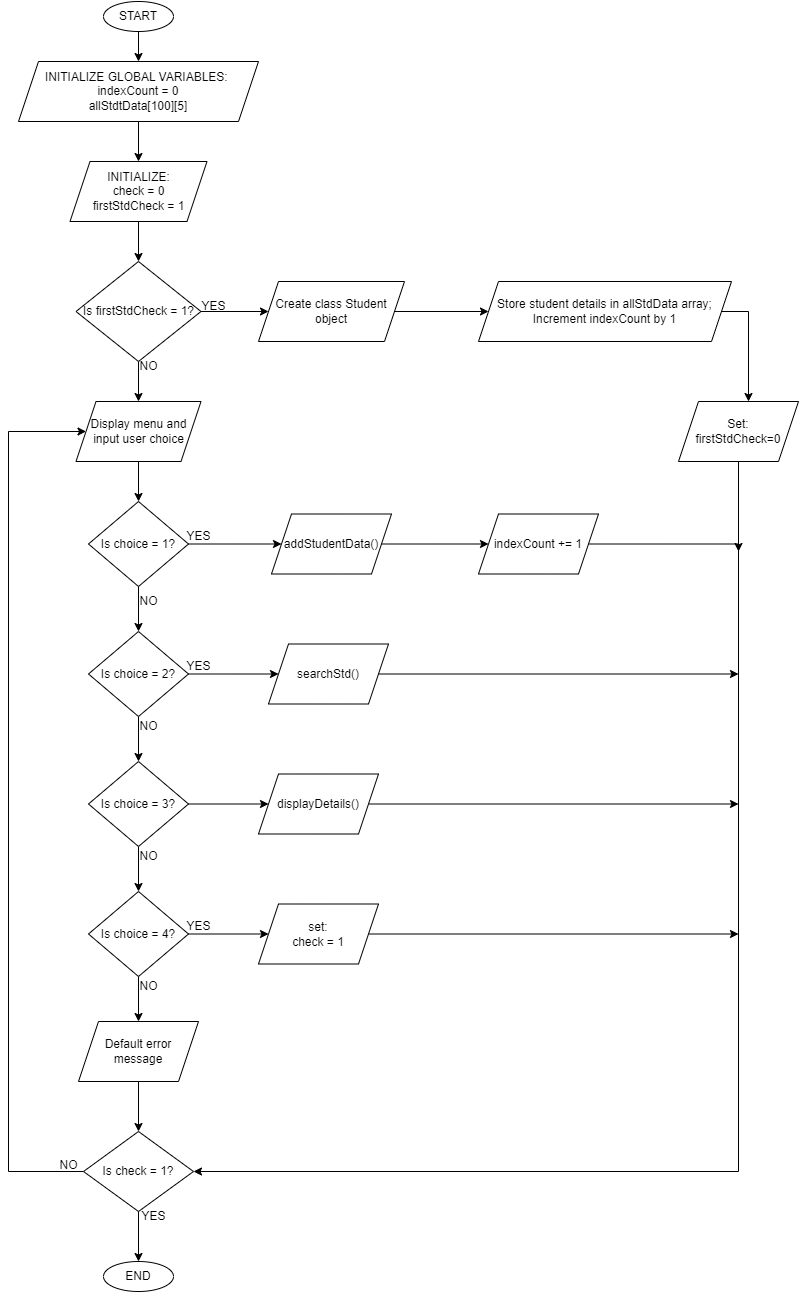 START
INITIALIZE GLOBAL VARIABLES:
indexCount = 0
allStdtData[100][5]
INITIALIZE:
check = 0
firstStdCheck = 1
Is firstStdCheck = 1?
YES
Create class Student
object
Store student details in allStdData array;
Increment indexCount by 1
NO
Display menu and
input user choice
Set:
firstStdCheck=0
Is choice = 1?
YES
addStudentData()
indexCount += 1
NO
Is choice = 2?
YES
searchStd()
NO
Is choice = 3?
displayDetails()
NO
Is choice = 4?
YES
set:
check = 1
NO
Default error
message
Is check = 1?
NO
YES
END